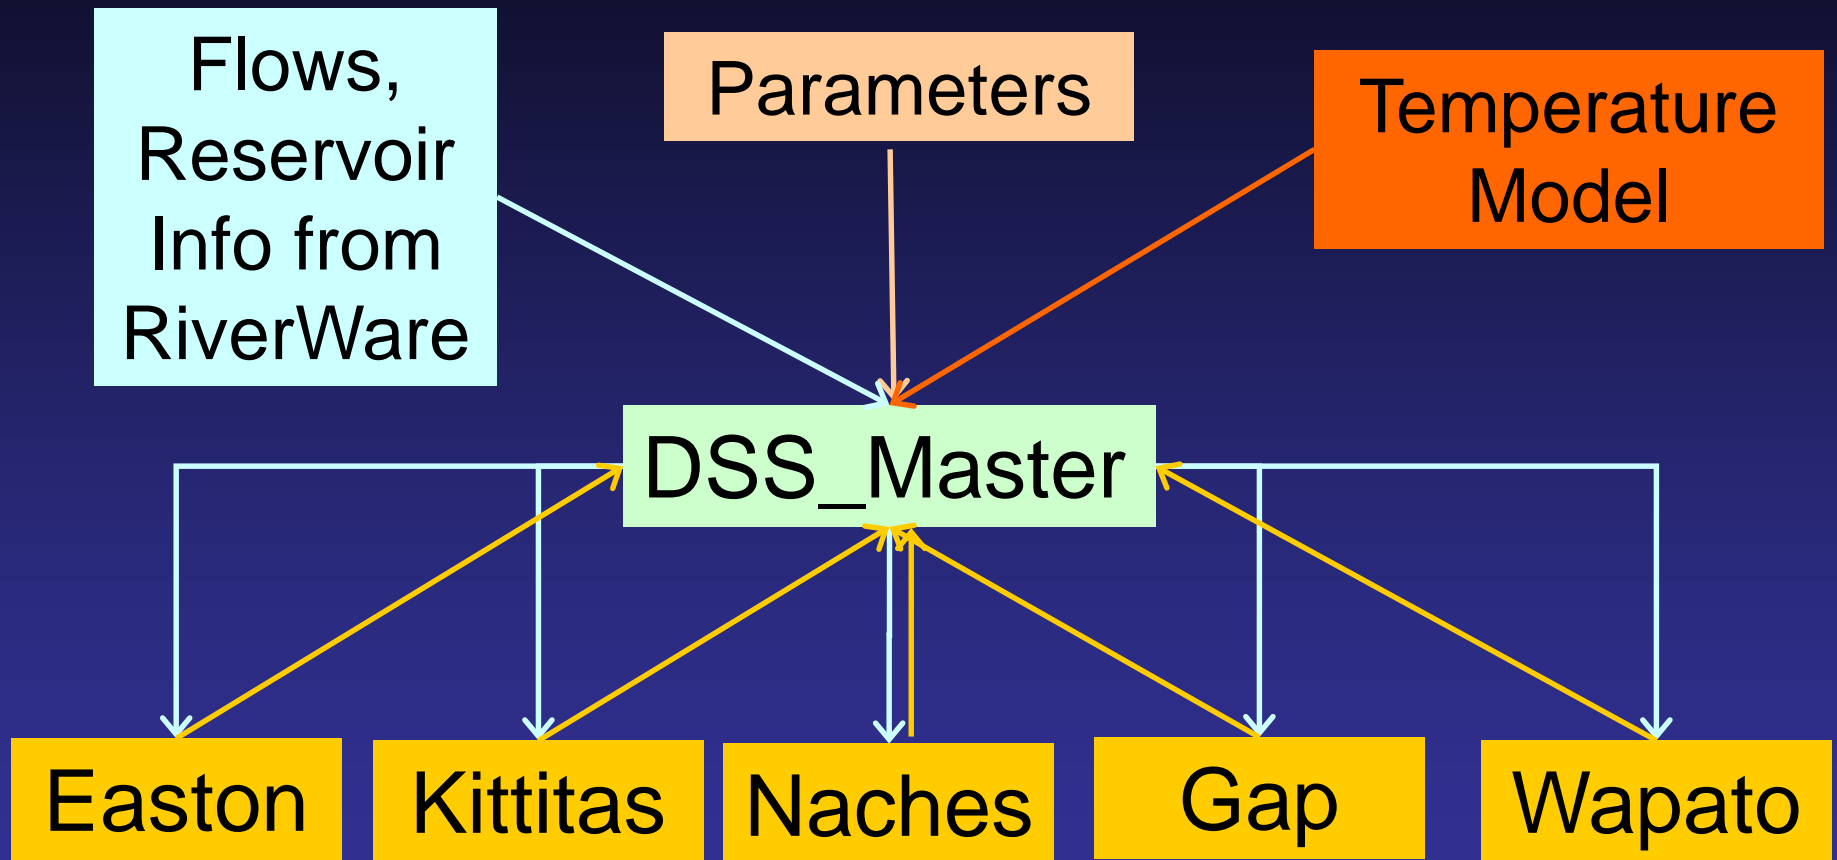 Flows,
Reservoir
Info from
RiverWare
Parameters
Temperature
Model
DSS_Master
Easton
Kittitas
Naches
Gap
Wapato